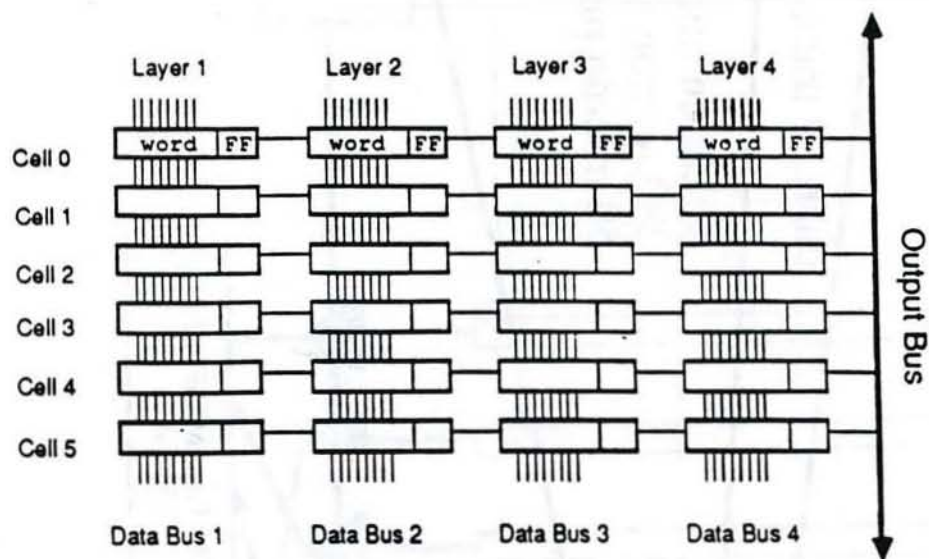 Layer 1 Layer 2 Layer 3 Layer 4
Cell 0 word FF word FF word FF word FF
Cell 1
Cell 2
Cell 3
Cell 4
Cell 5
Output Bus
Data Bus 1 Data Bus 2 Data Bus 3 Data Bus 4